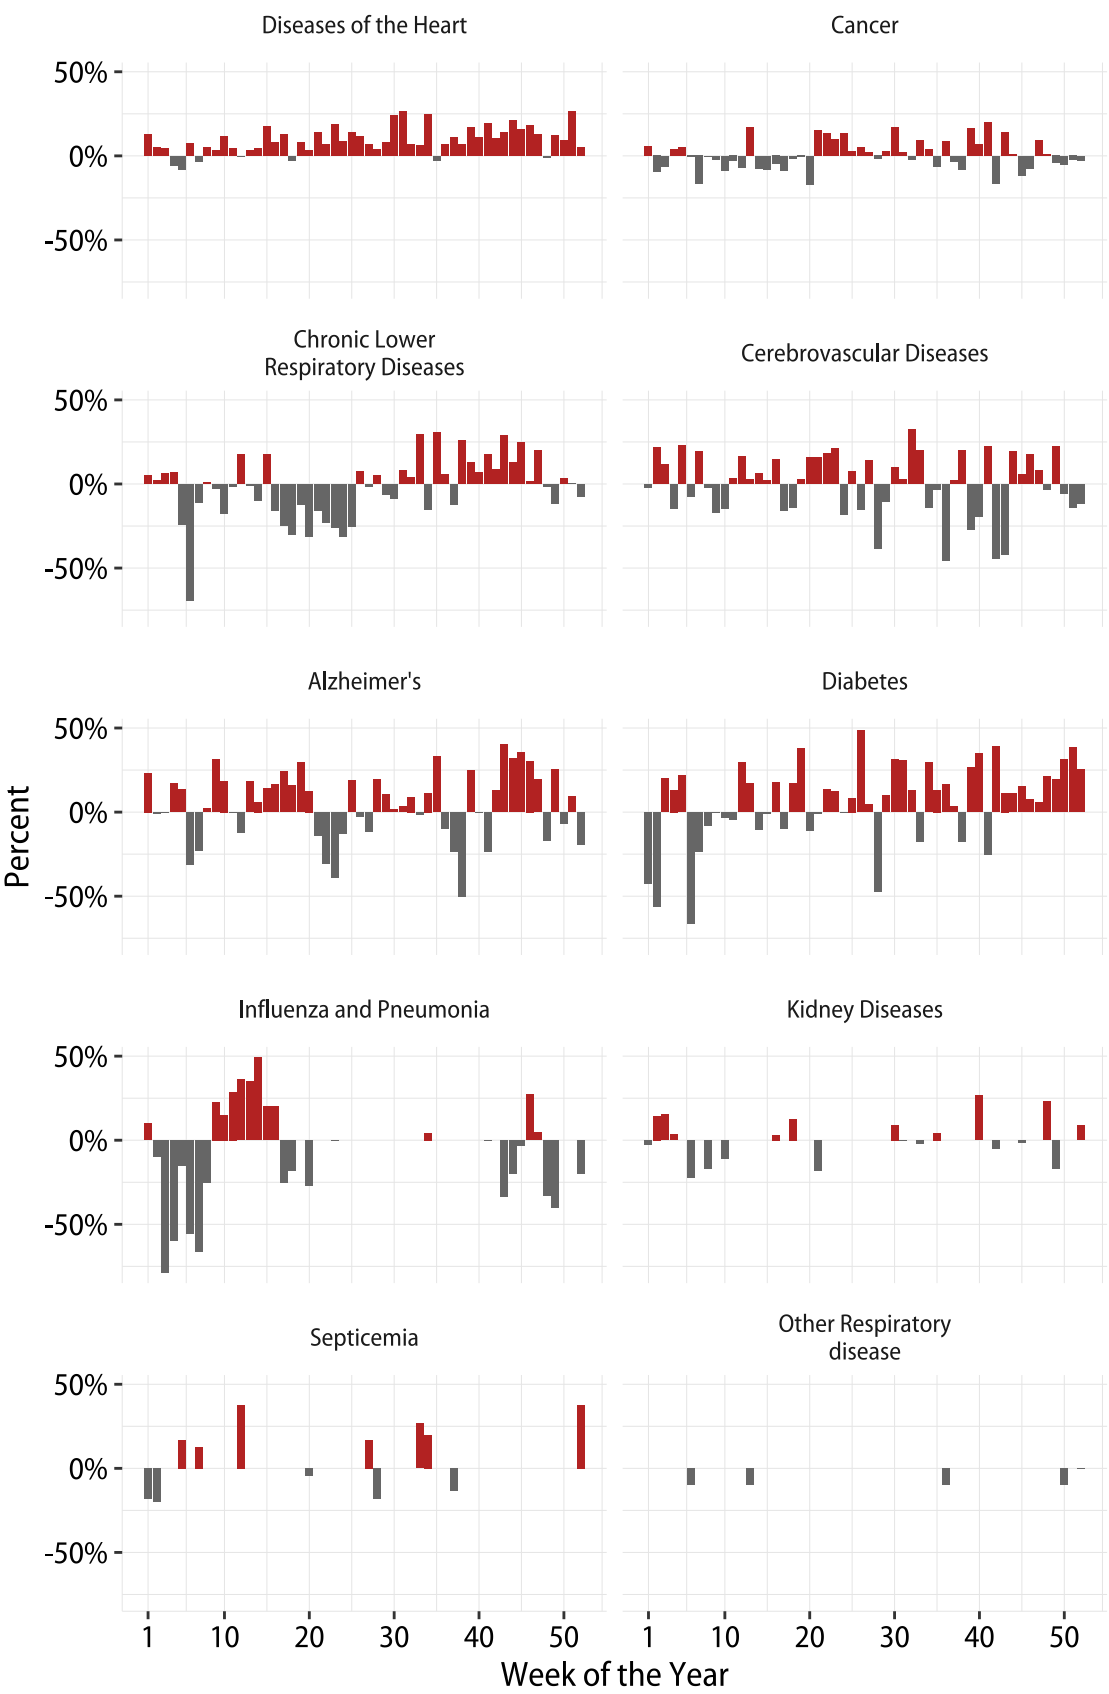 Diseases of the Heart
Cancer
50%
0%
-50%
Chronic Lower
Respiratory Diseases
Cerebrovascular Diseases
50%
0%
-50%
Alzheimer's
Diabetes
50%
0%
-50%
Percent
Influenza and Pneumonia
Kidney Diseases
50%
0%
-50%
Septicemia
Other Respiratory
disease
50%
0%
-50%
1 10 20 30 40 50 1 10 20 30 40 50
Week of the Year